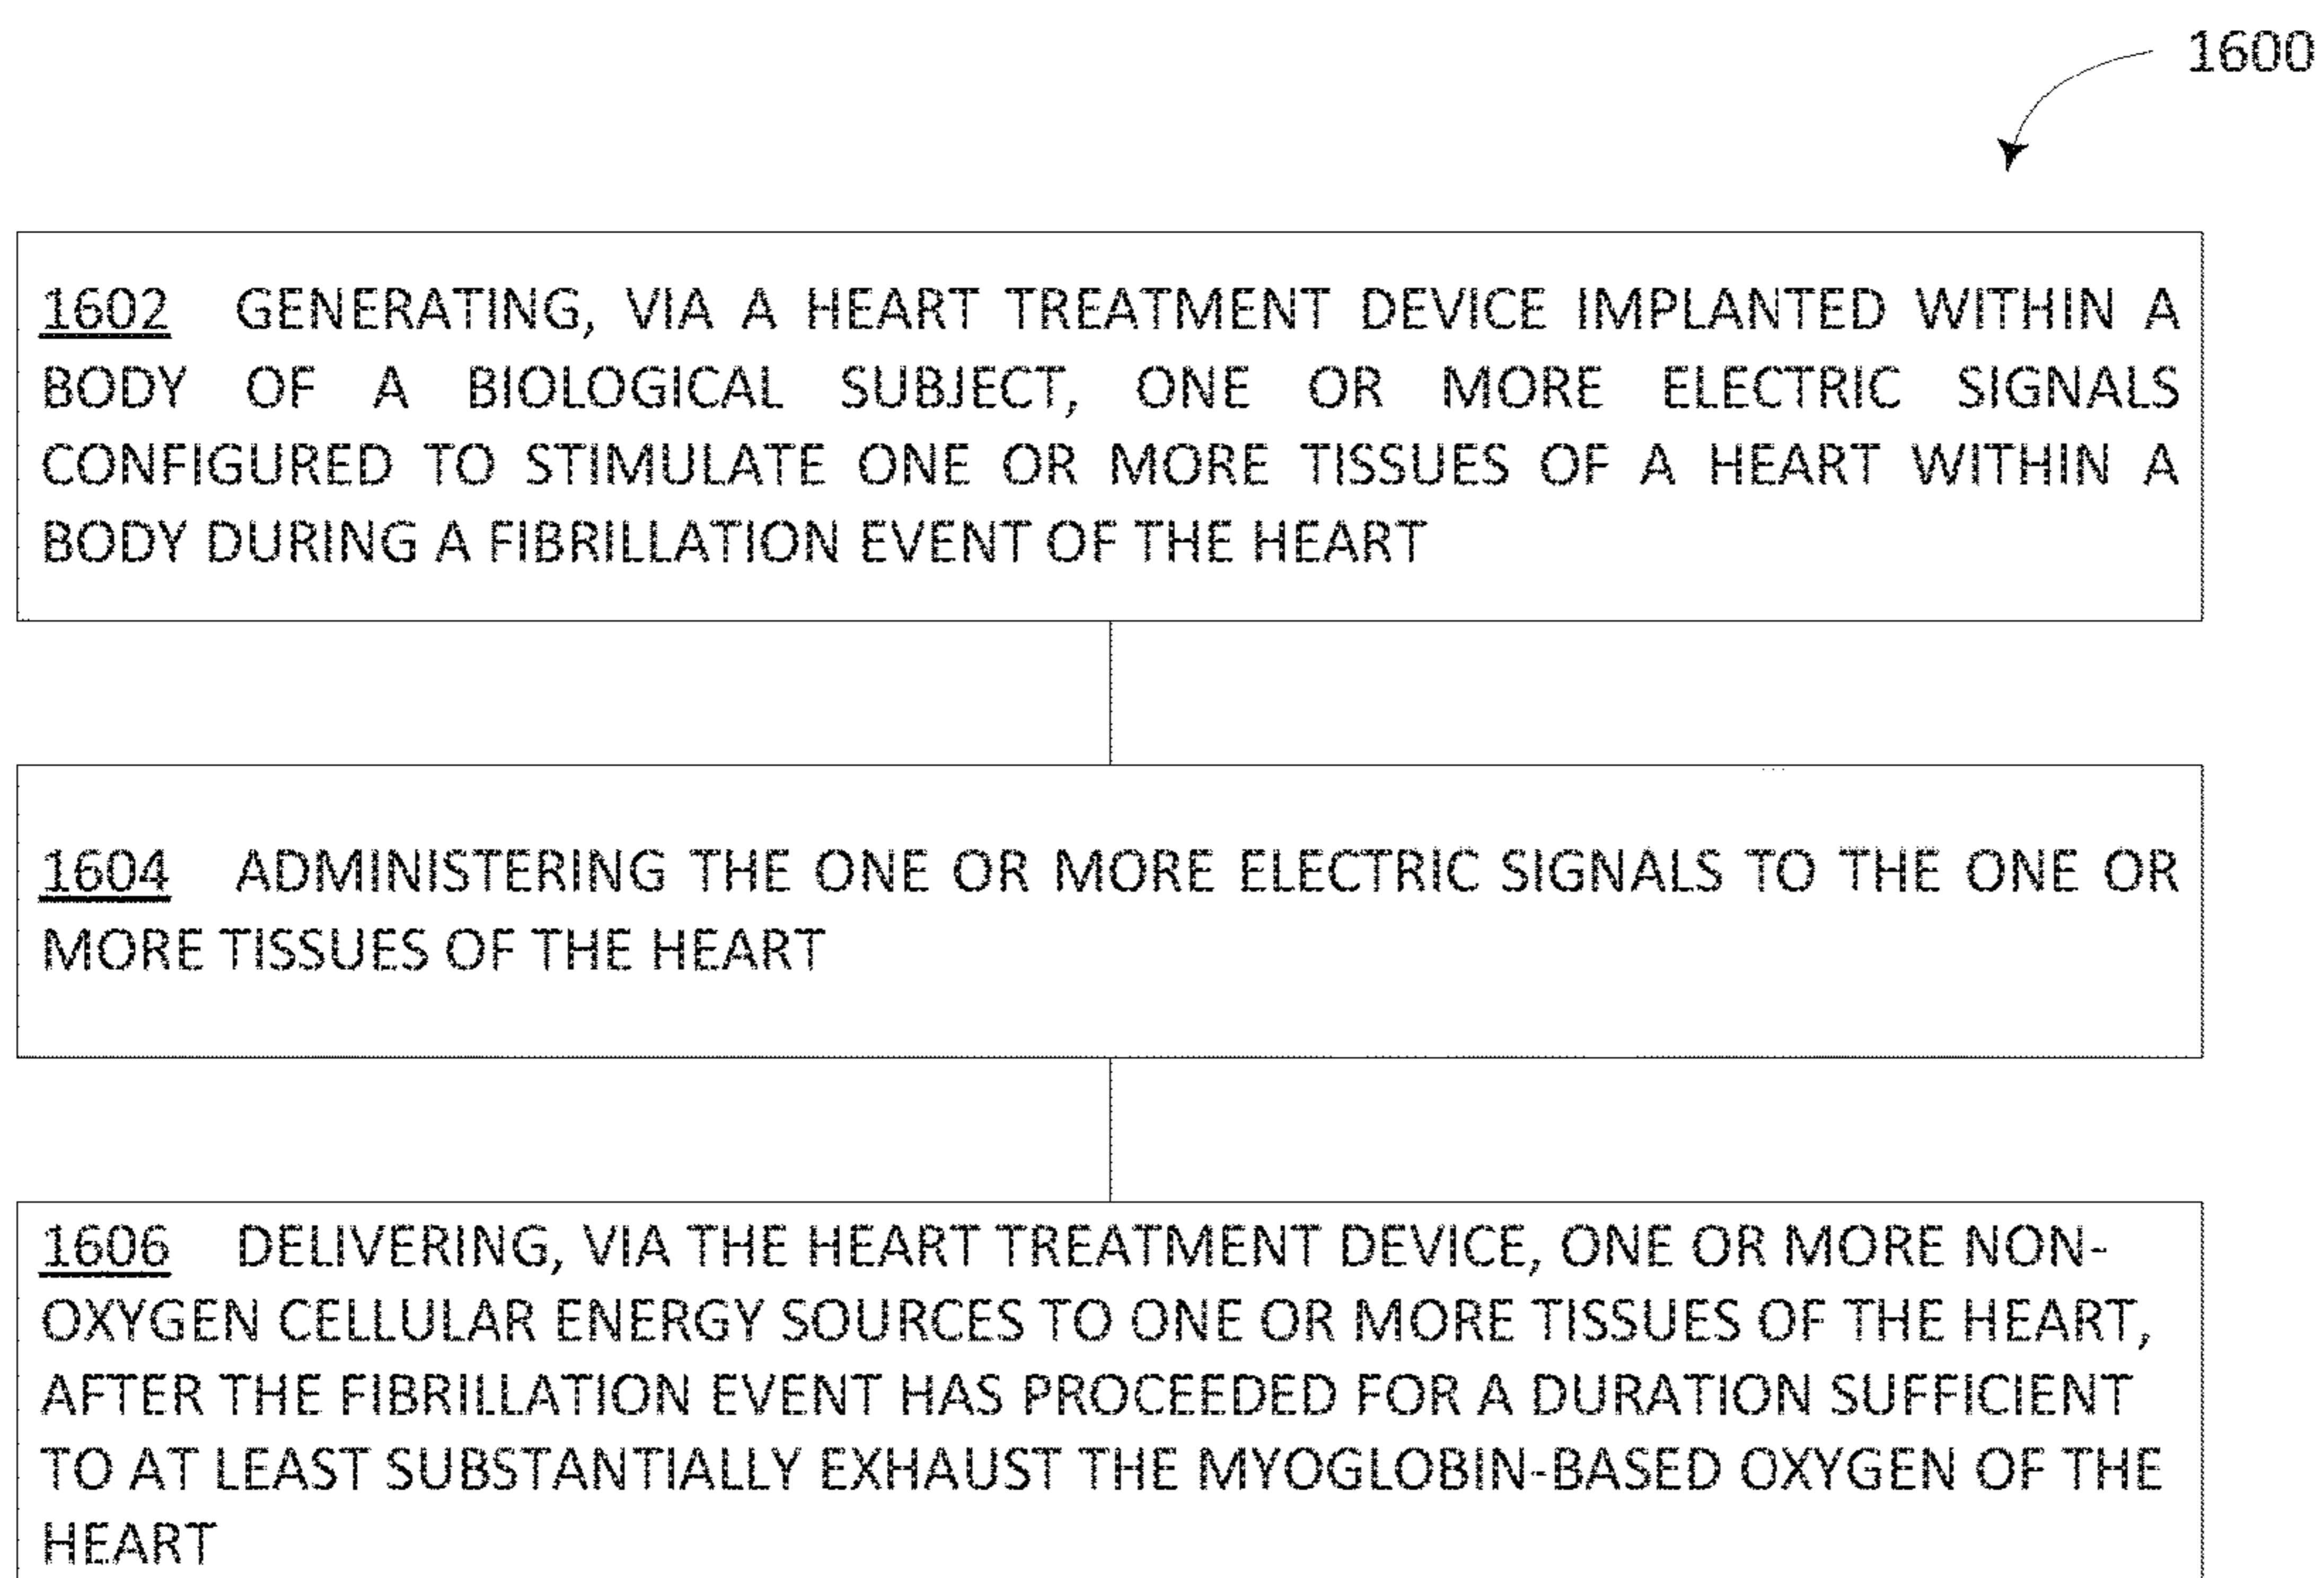 1600
1602 GENERATING, VIA A HEART TREATMENT DEVICE IMPLANTED WITHIN A
BODY OF A BIOLOGICAL SUBJECT, ONE OR MORE ELECTRIC SIGNALS
CONFIGURED TO STIMULATE ONE OR MORE TISSUES OF A HEART WITHIN A
BODY DURING A FIBRILLATION EVENT OF THE HEART
1604 ADMINISTERING THE ONE OR MORE ELECTRIC SIGNALS TO THE ONE OR
MORE TISSUES OF THE HEART
1606 DELIVERING, VIA THE HEART TREATMENT DEVICE, ONE OR MORE NON-
OXYGEN CELLULAR ENERGY SOURCES TO ONE OR MORE TISSUES OF THE HEART,
AFTER THE FIBRILLATION EVENT HAS PROCEEDED FOR A DURATION SUFFICIENT
TO AT LEAST SUBSTANTIALLY EXHAUST THE MYOGLOBIN-BASED OXYGEN OF THE
HEART